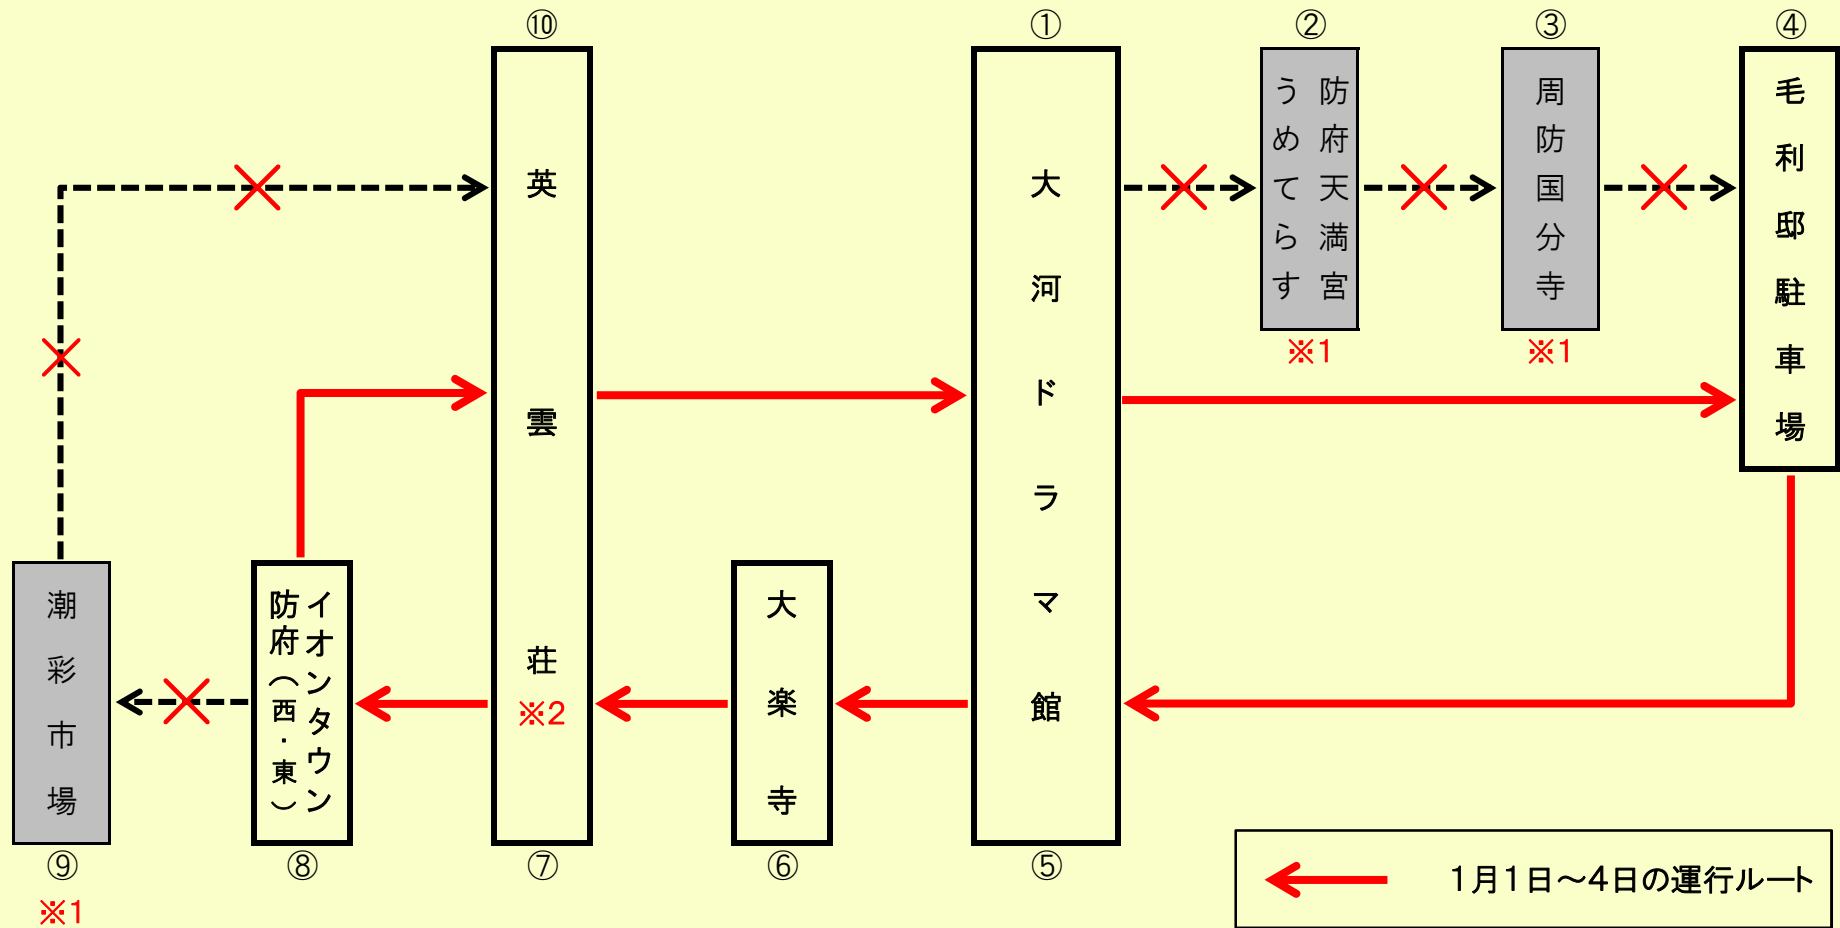 ⑩
①
②
③
④
英雲荘
※2
大河ドラマ館
防府天満宮
うめてらす
※1
周防国分寺
※1
毛利邸駐車場
潮彩市場
イオンタウン
防府(西・東)
大楽寺
⑨
※1
⑧
⑦
⑥
⑤
1月1日~4日の運行ルート